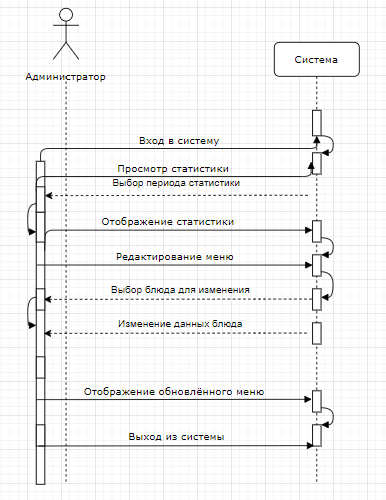 Администратор
Система
Вход в систему
Просмотр статистики
Выбор периода статистики
Отображение статистики
Редактирование меню
Выбор блюда для изменения
Изменение данных блюда
Отображение обновлённого меню
Выход из системы